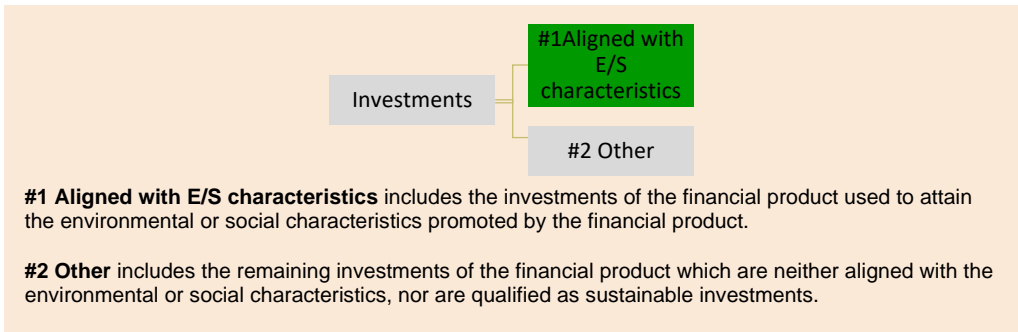 #1Aligned with
E/S
characteristics
Investments
#2 Other
#1 Aligned with E/S characteristics includes the investments of the financial product used to attain
the environmental or social characteristics promoted by the financial product.
#2 Other includes the remaining investments of the financial product which are neither aligned with the
environmental or social characteristics, nor are qualified as sustainable investments.